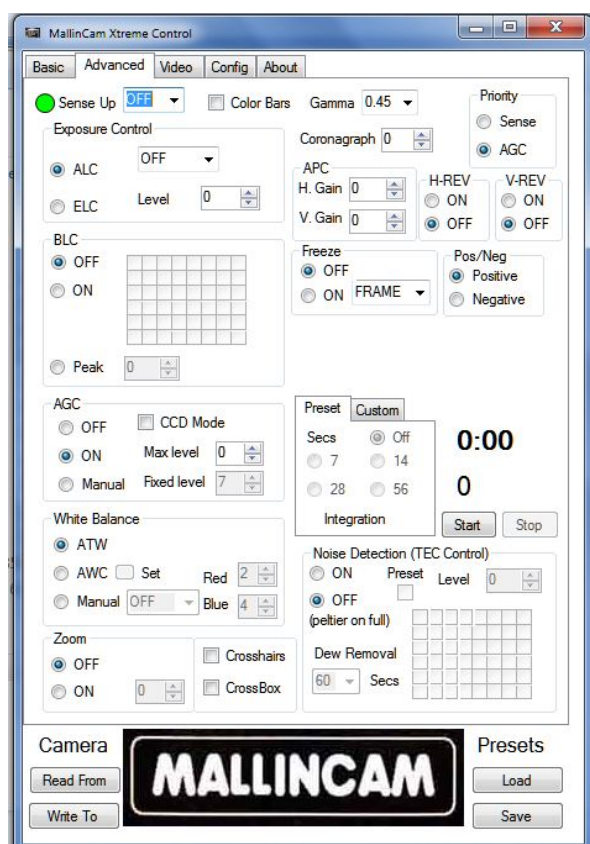 MallinCam Xtreme Control
Basic Advanced Video Config About
Sense Up OFF Color Bars Gamma 0.45
Priority
Sense
AGC
Exposure Control
ALC OFF
ELC Level 0
Coronagraph 0
APC
H. Gain 0
V. Gain 0
H-REV
ON
OFF
V-REV
ON
OFF
BLC
OFF
ON
Peak 0
Freeze
OFF
ON FRAME
Pos/Neg
Positive
Negative
AGC
OFF CCD Mode
ON Max level 0
Manual Fixed level 7
Preset Custom
Secs Off
7 14
28 56
Integration
0:00
0
Start Stop
White Balance
ATW
AWC Set Red 2
Manual OFF Blue 4
Noise Detection (TEC Control)
ON Preset Level 0
OFF
(peltier on full)
Dew Removal
60 Secs
Zoom
OFF
ON 0
Crosshairs
CrossBox
Camera
Read From
Write To
MALLINCAM
Presets
Load
Save